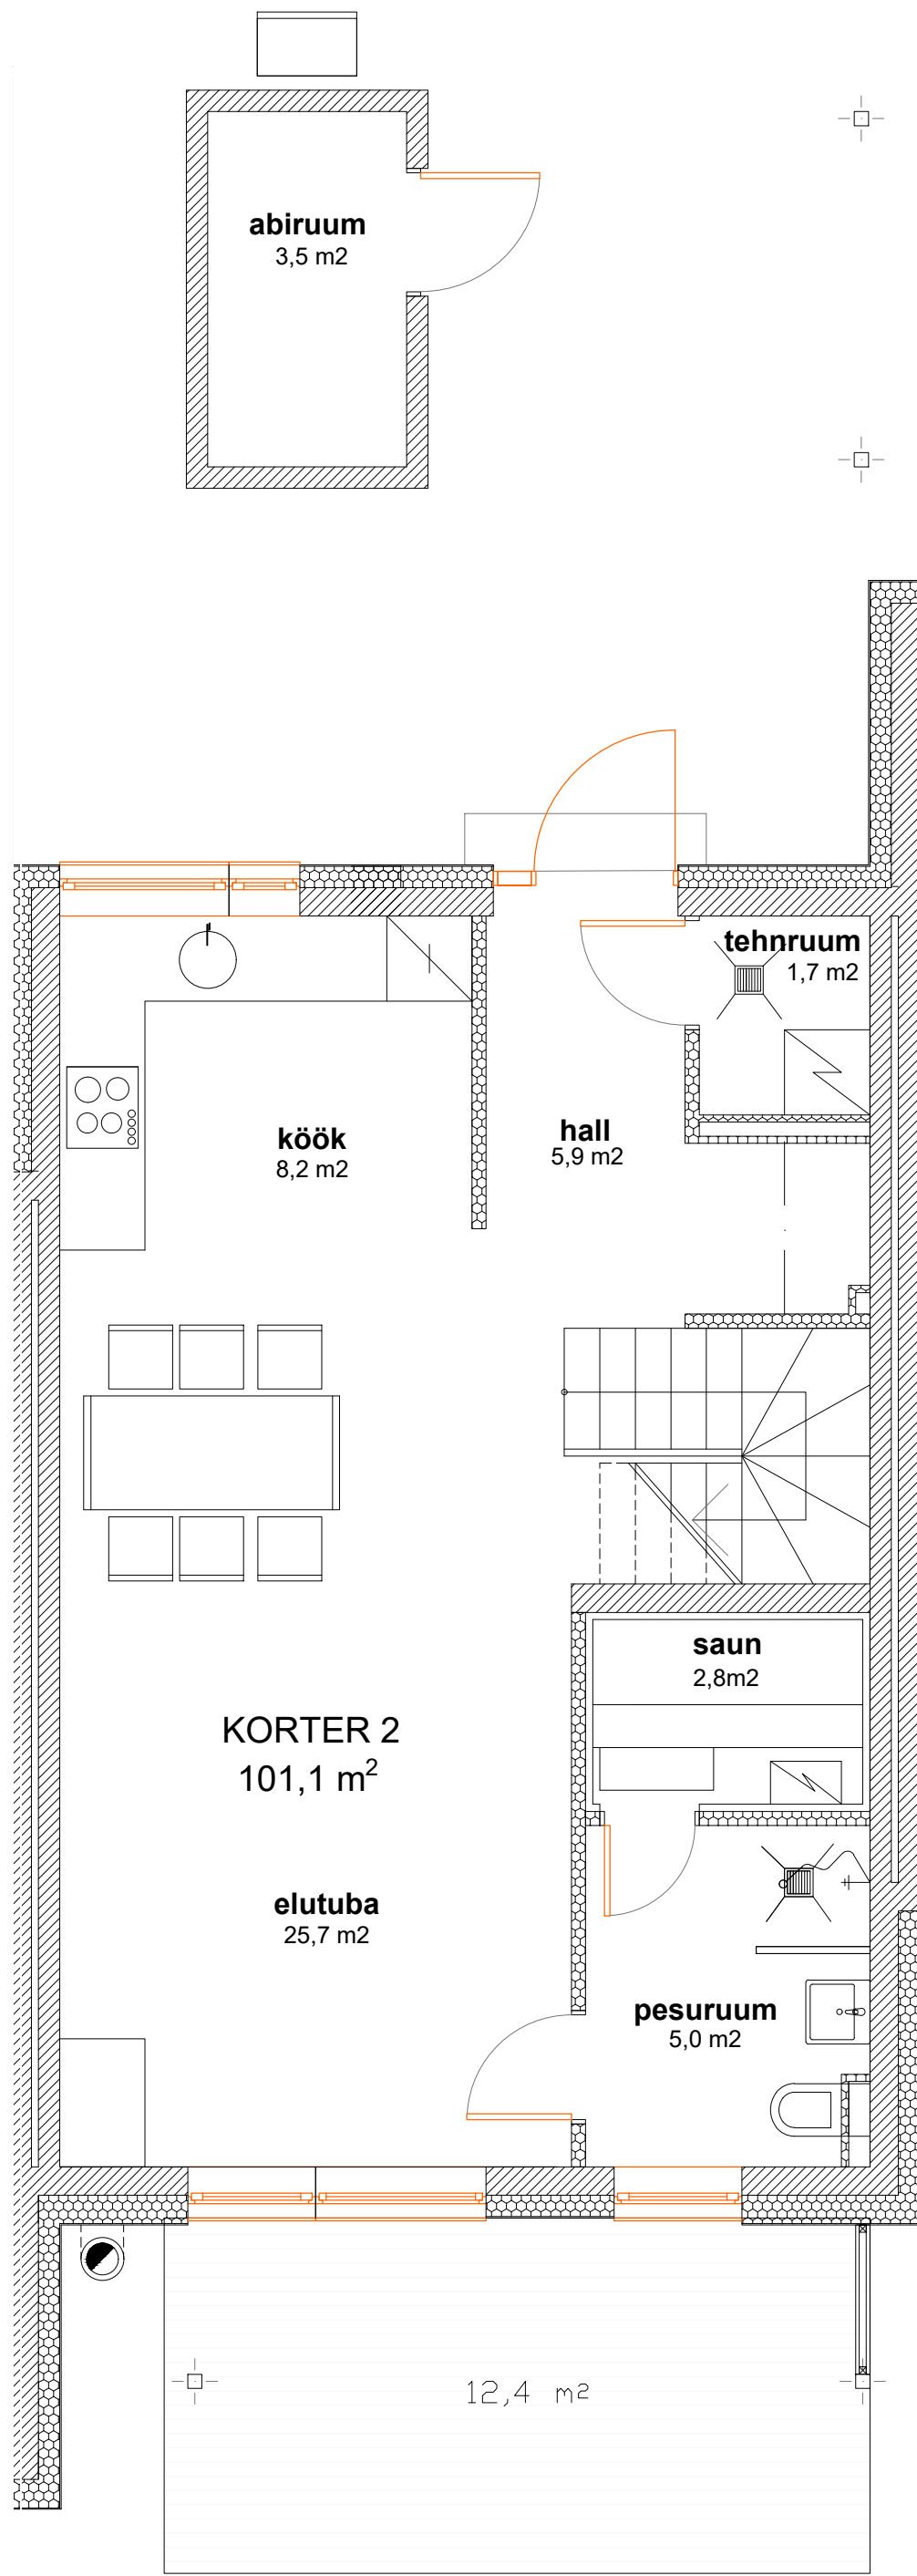 abiruum
3,5 m2
tehnruum
1,7 m2
hall
5,9 m2
köök
8,2 m2
saun
2,8m2
KORTER 2
101,1 m²
elutuba
25,7 m2
pesuruum
5,0 m2
12,4 m2